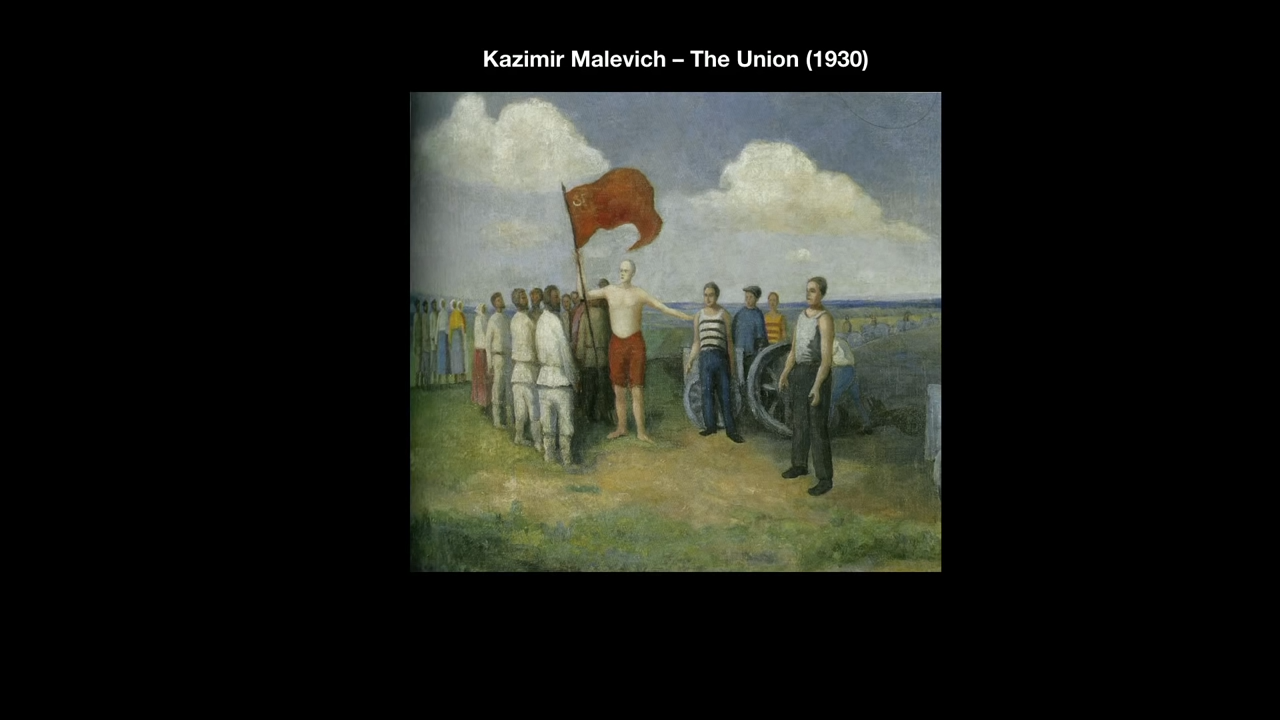 Kazimir Malevich – The Union (1930)